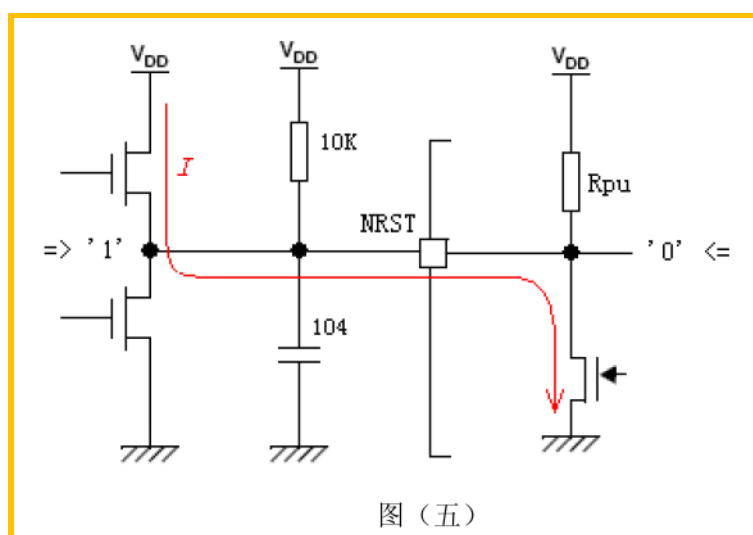 VDD
VDD
VDD
10K
I
Rpu
NRST
=> '1'
'0' <=
104
图（五）